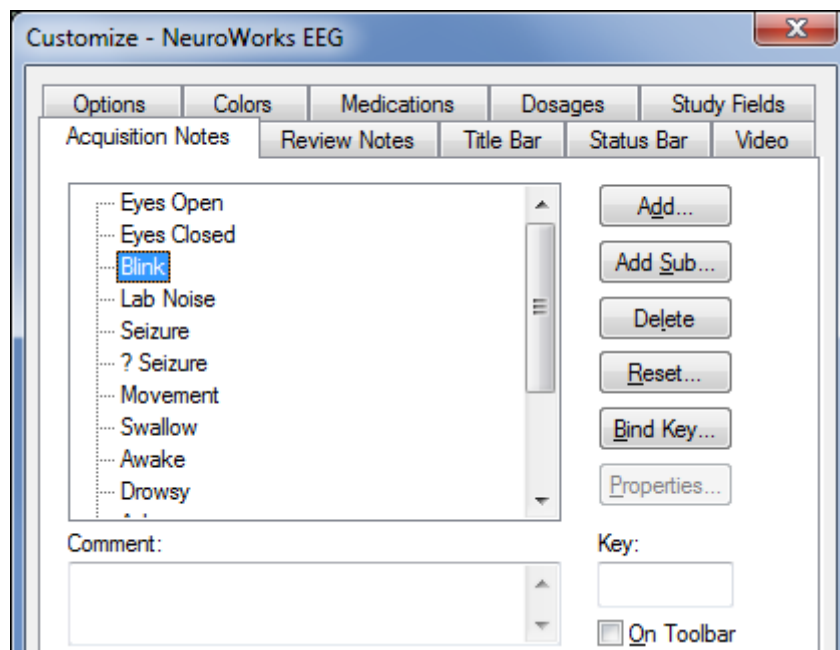 Customize - NeuroWorks EEG
Options Colors Medications Dosages Study Fields
Acquisition Notes Review Notes Title Bar Status Bar Video
Eyes Open
Eyes Closed
Blink
Lab Noise
Seizure
? Seizure
Movement
Swallow
Awake
Drowsy
Add...
Add Sub...
Delete
Reset...
Bind Key...
Properties...
Comment:
Key:
On Toolbar